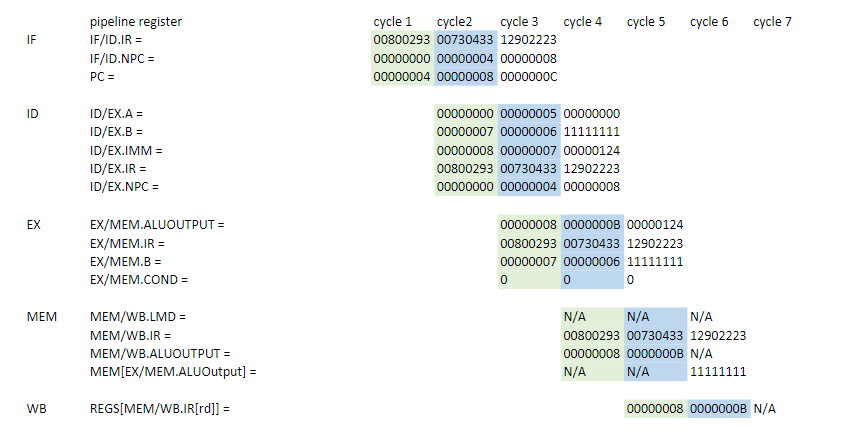 pipeline register cycle 1 cycle2 cycle 3 cycle 4 cycle 5 cycle 6 cycle 7
IF IF/ID.IR = 00800293 00730433 12902223
IF/ID.NPC = 00000000 00000004 00000008
PC = 00000004 00000008 0000000C
ID ID/EX.A = 00000000 00000005 00000000
ID/EX.B = 00000007 00000006 11111111
ID/EX.IMM = 00000008 00000007 00000124
ID/EX.IR = 00800293 00730433 12902223
ID/EX.NPC = 00000000 00000004 00000008
EX EX/MEM.ALUOUTPUT = 00000008 0000000B 00000124
EX/MEM.IR = 00800293 00730433 12902223
EX/MEM.B = 00000007 00000006 11111111
EX/MEM.COND = 0 0 0
MEM MEM/WB.LMD = N/A N/A N/A
MEM/WB.IR = 00800293 00730433 12902223
MEM/WB.ALUOUTPUT = 00000008 0000000B N/A
MEM[EX/MEM.ALUOutput] = N/A N/A 11111111
WB REGS[MEM/WB.IR[rd]] = 00000008 0000000B N/A